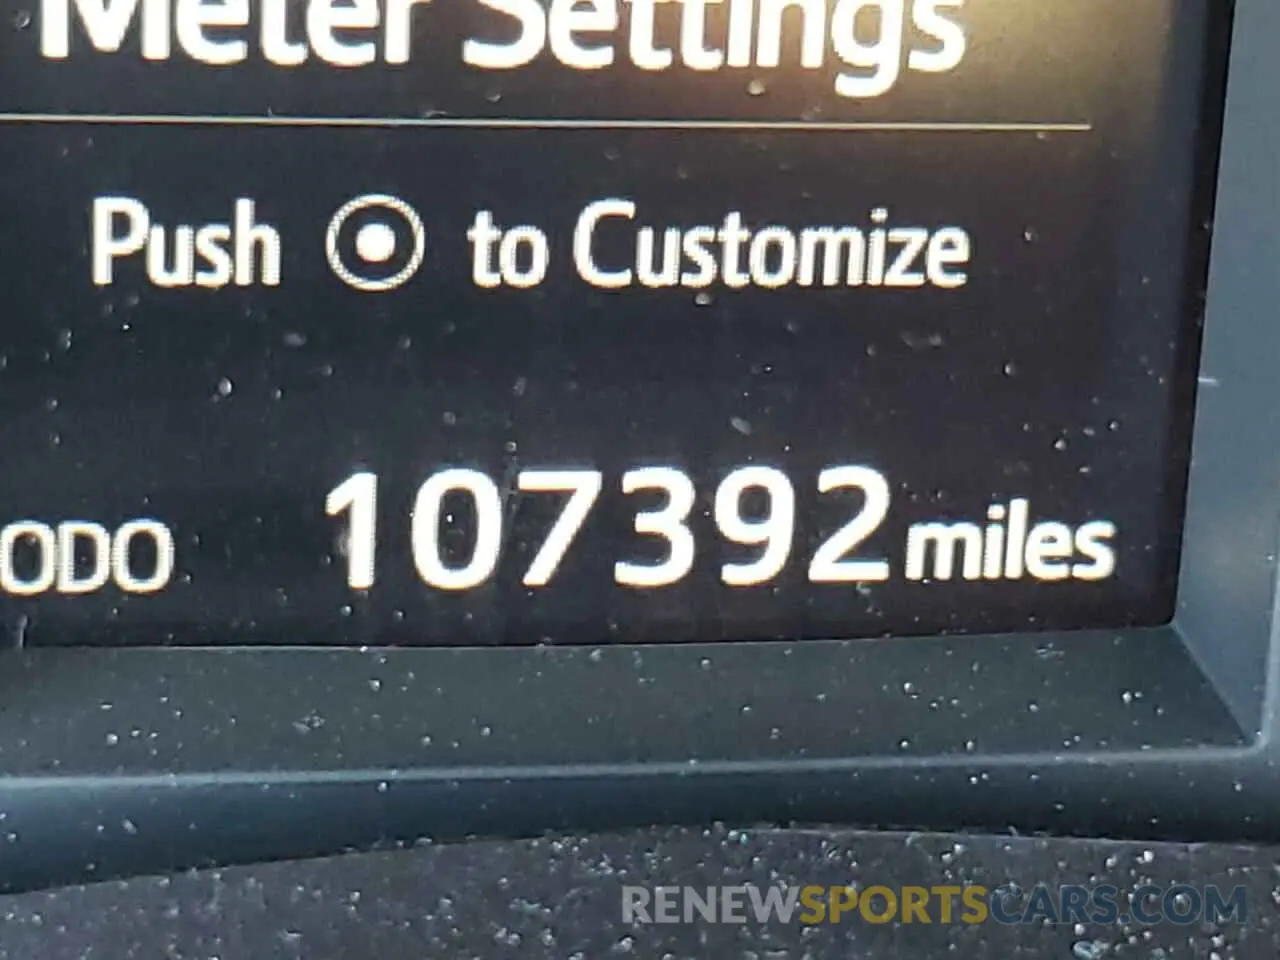 Meter Settings
Push to Customize
ODO 107392 miles
RENEWSPORTSCARS.COM